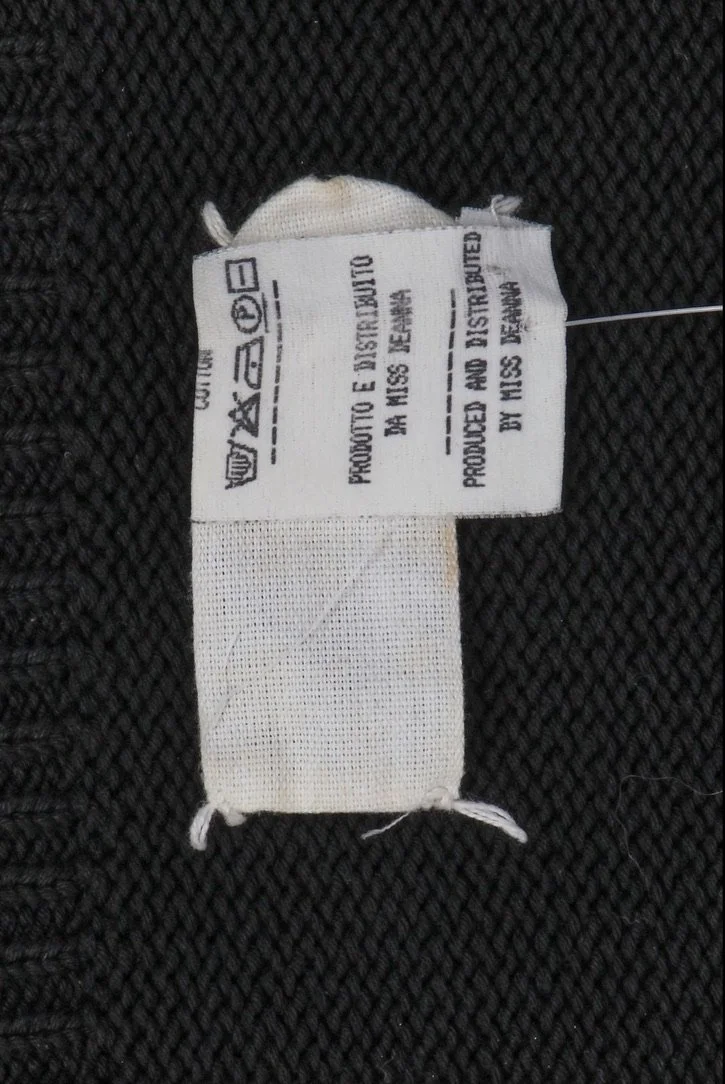 COTTON
PRODOTTO E DISTRIBUITO
DA MISS DEANNA
PRODUCED AND DISTRIBUTED
BY MISS DEANNA